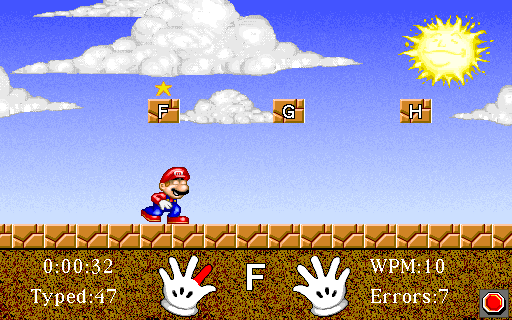 F G H
0:00:32
F
WPM:10
Typed:47
Errors:7